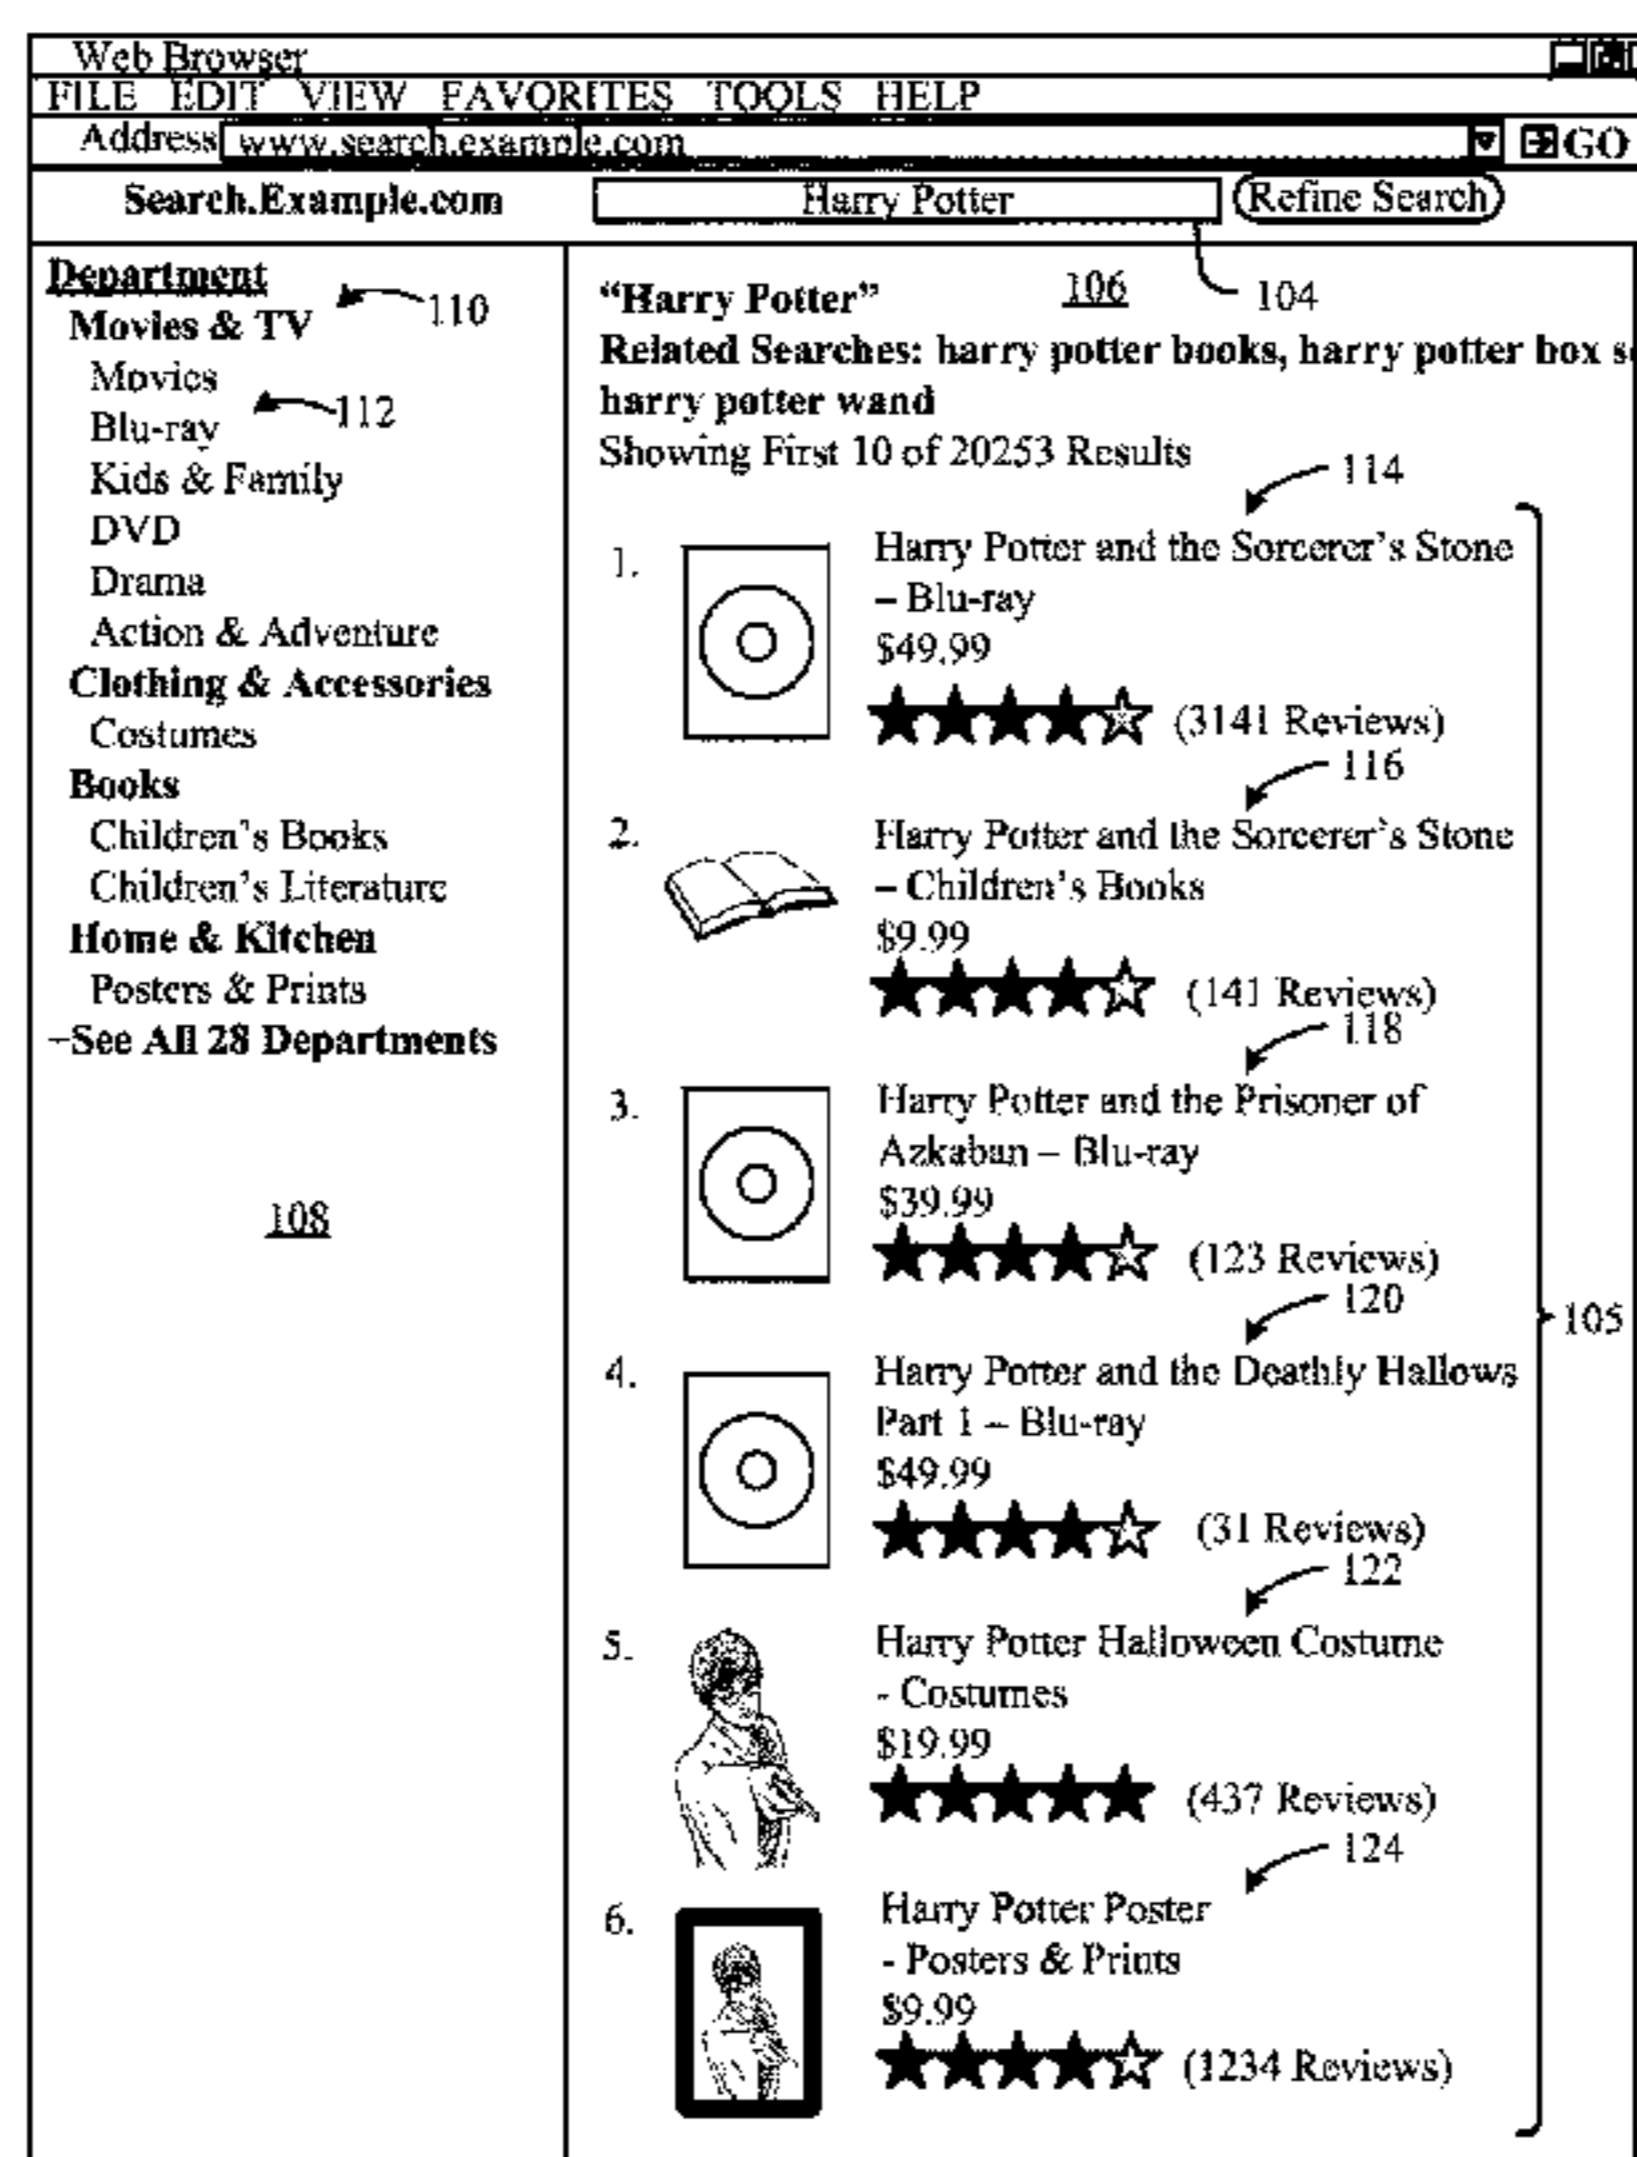 Web Browser
FILE EDIT VIEW FAVORITES TOOLS HELP
Address www.search.example.com GO
Search.Example.com Harry Potter Refine Search
104
Department
110
Movies & TV
Movies
112
Blu-ray
Kids & Family
DVD
Drama
Action & Adventure
Clothing & Accessories
Costumes
Books
Children's Books
Children's Literature
Home & Kitchen
Posters & Prints
–See All 28 Departments
108
"Harry Potter" 106
Related Searches: harry potter books, harry potter box
harry potter wand
Showing First 10 of 20253 Results
114
1. Harry Potter and the Sorcerer's Stone
– Blu-ray
$49.99
(3141 Reviews)
116
2. Harry Potter and the Sorcerer's Stone
– Children's Books
$9.99
(141 Reviews)
118
3. Harry Potter and the Prisoner of
Azkaban – Blu-ray
$39.99
(123 Reviews)
120
105
4. Harry Potter and the Deathly Hallows
Part 1 – Blu-ray
$49.99
(31 Reviews)
122
5. Harry Potter Halloween Costume
- Costumes
$19.99
(437 Reviews)
124
6. Harry Potter Poster
- Posters & Prints
$9.99
(1234 Reviews)